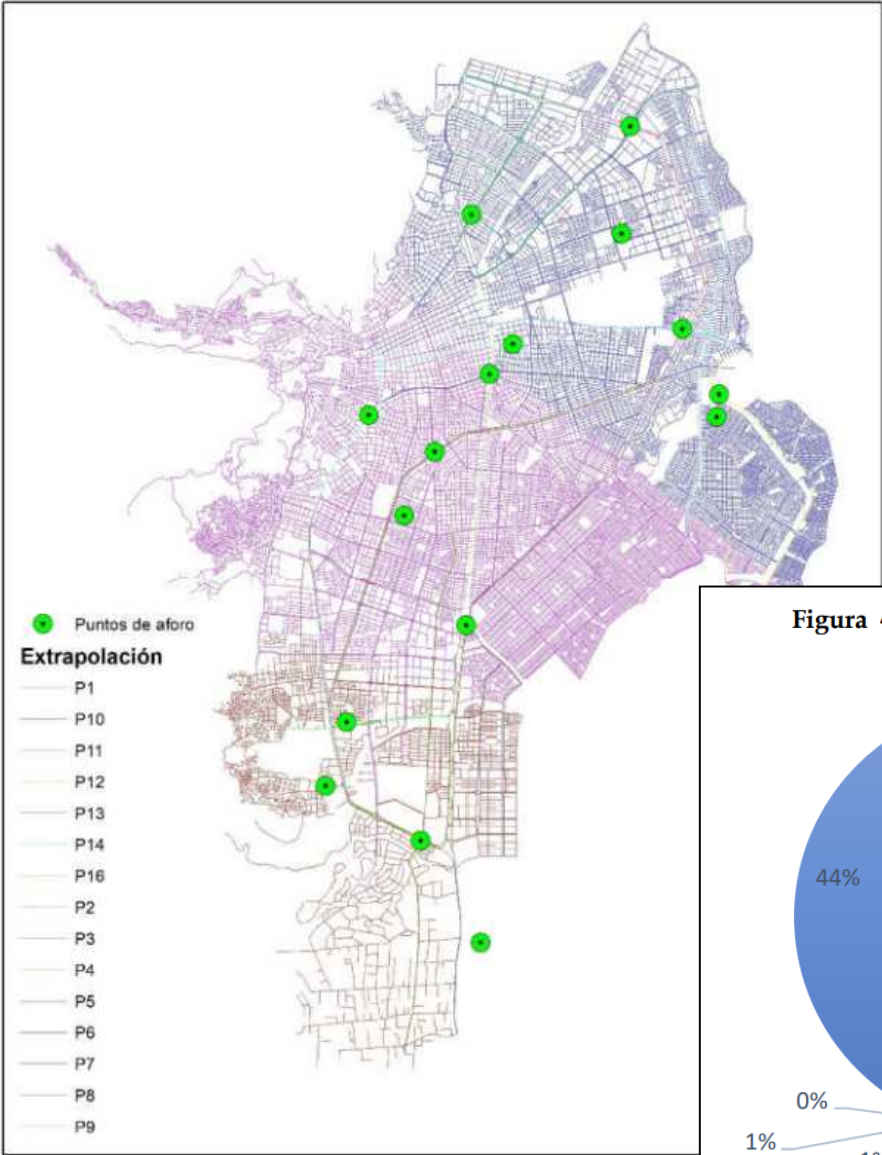 Puntos de aforo
Extrapolación
P1
P10
P11
P12
P13
P14
P16
P2
P3
P4
P5
P6
P7
P8
P9
Figura
44%
0%
1%